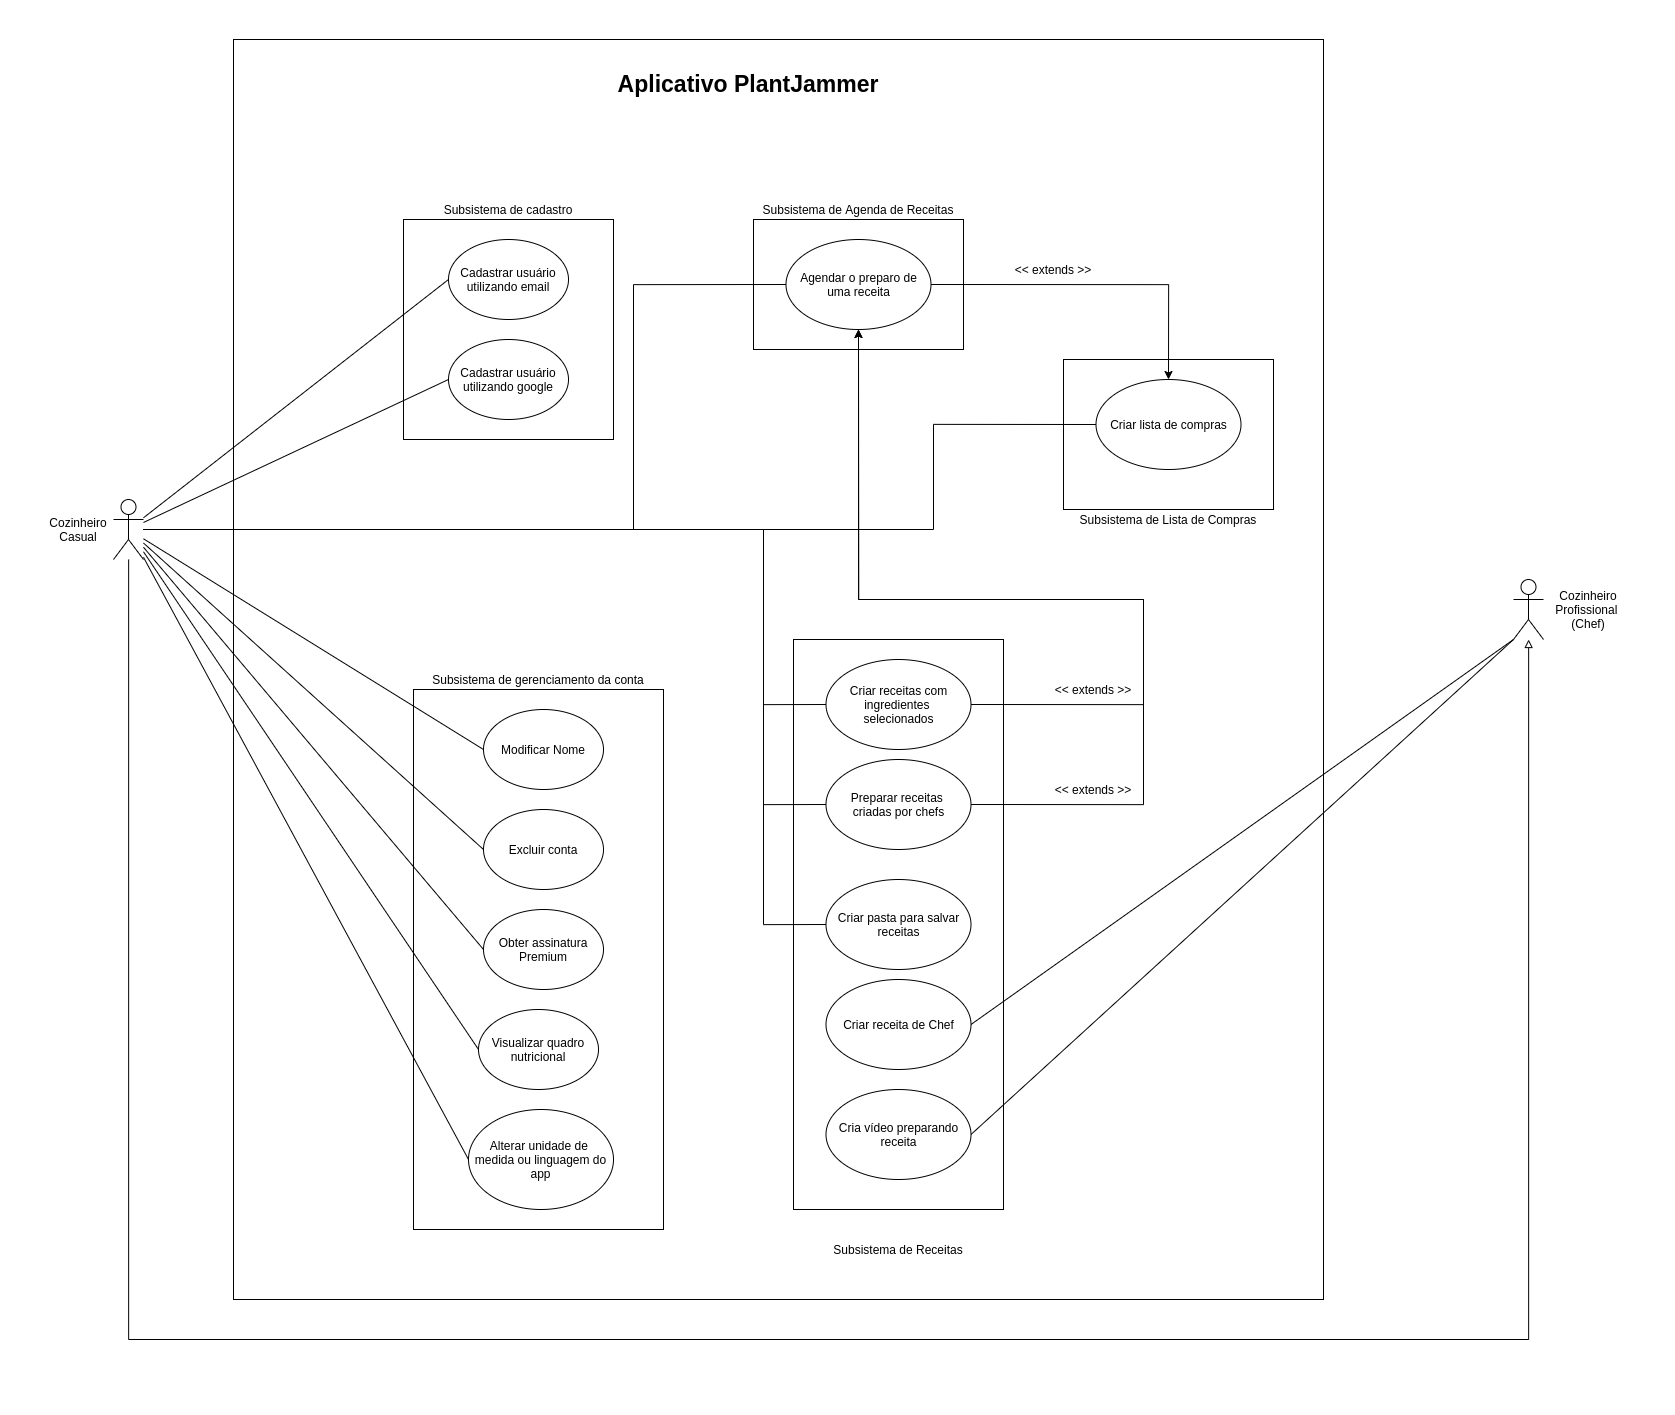 Aplicativo PlantJammer
Subsistema de cadastro
Cadastrar usuário
utilizando email
Cadastrar usuário
utilizando google
Subsistema de Agenda de Receitas
Agendar o preparo de
uma receita
<< extends >>
Criar lista de compras
Subsistema de Lista de Compras
Cozinheiro
Casual
Cozinheiro
Profissional
(Chef)
Subsistema de gerenciamento da conta
Modificar Nome
Excluir conta
Obter assinatura
Premium
Visualizar quadro
nutricional
Alterar unidade de
medida ou linguagem do
app
Criar receitas com
ingredientes
selecionados
<< extends >>
Preparar receitas
criadas por chefs
<< extends >>
Criar pasta para salvar
receitas
Criar receita de Chef
Cria vídeo preparando
receita
Subsistema de Receitas